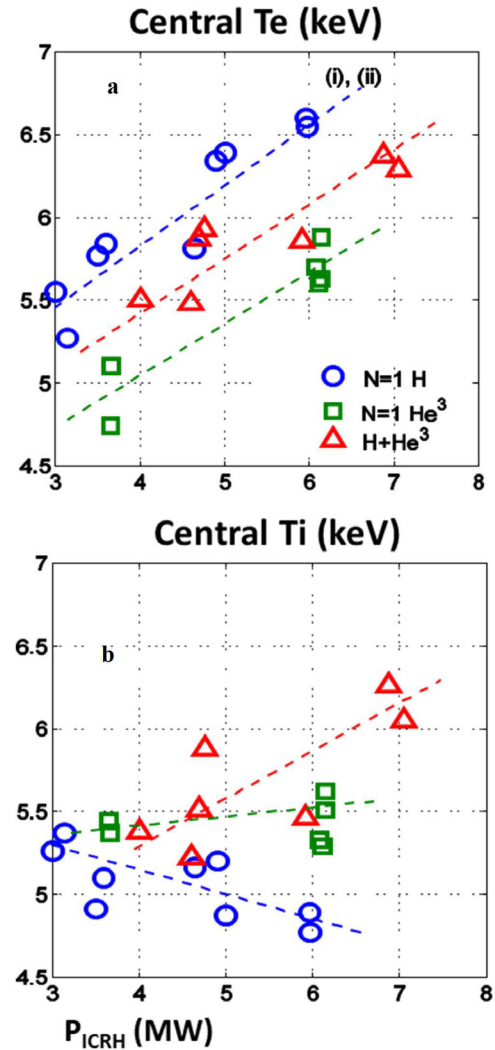 Central Te (keV)
7
a
(i), (ii)
6.5
6
5.5
N=1 H
5
N=1 He³
H+He³
4.5
3 4 5 6 7 8
Central Ti (keV)
7
b
6.5
6
5.5
5
4.5
3 4 5 6 7 8
P_ICRH (MW)